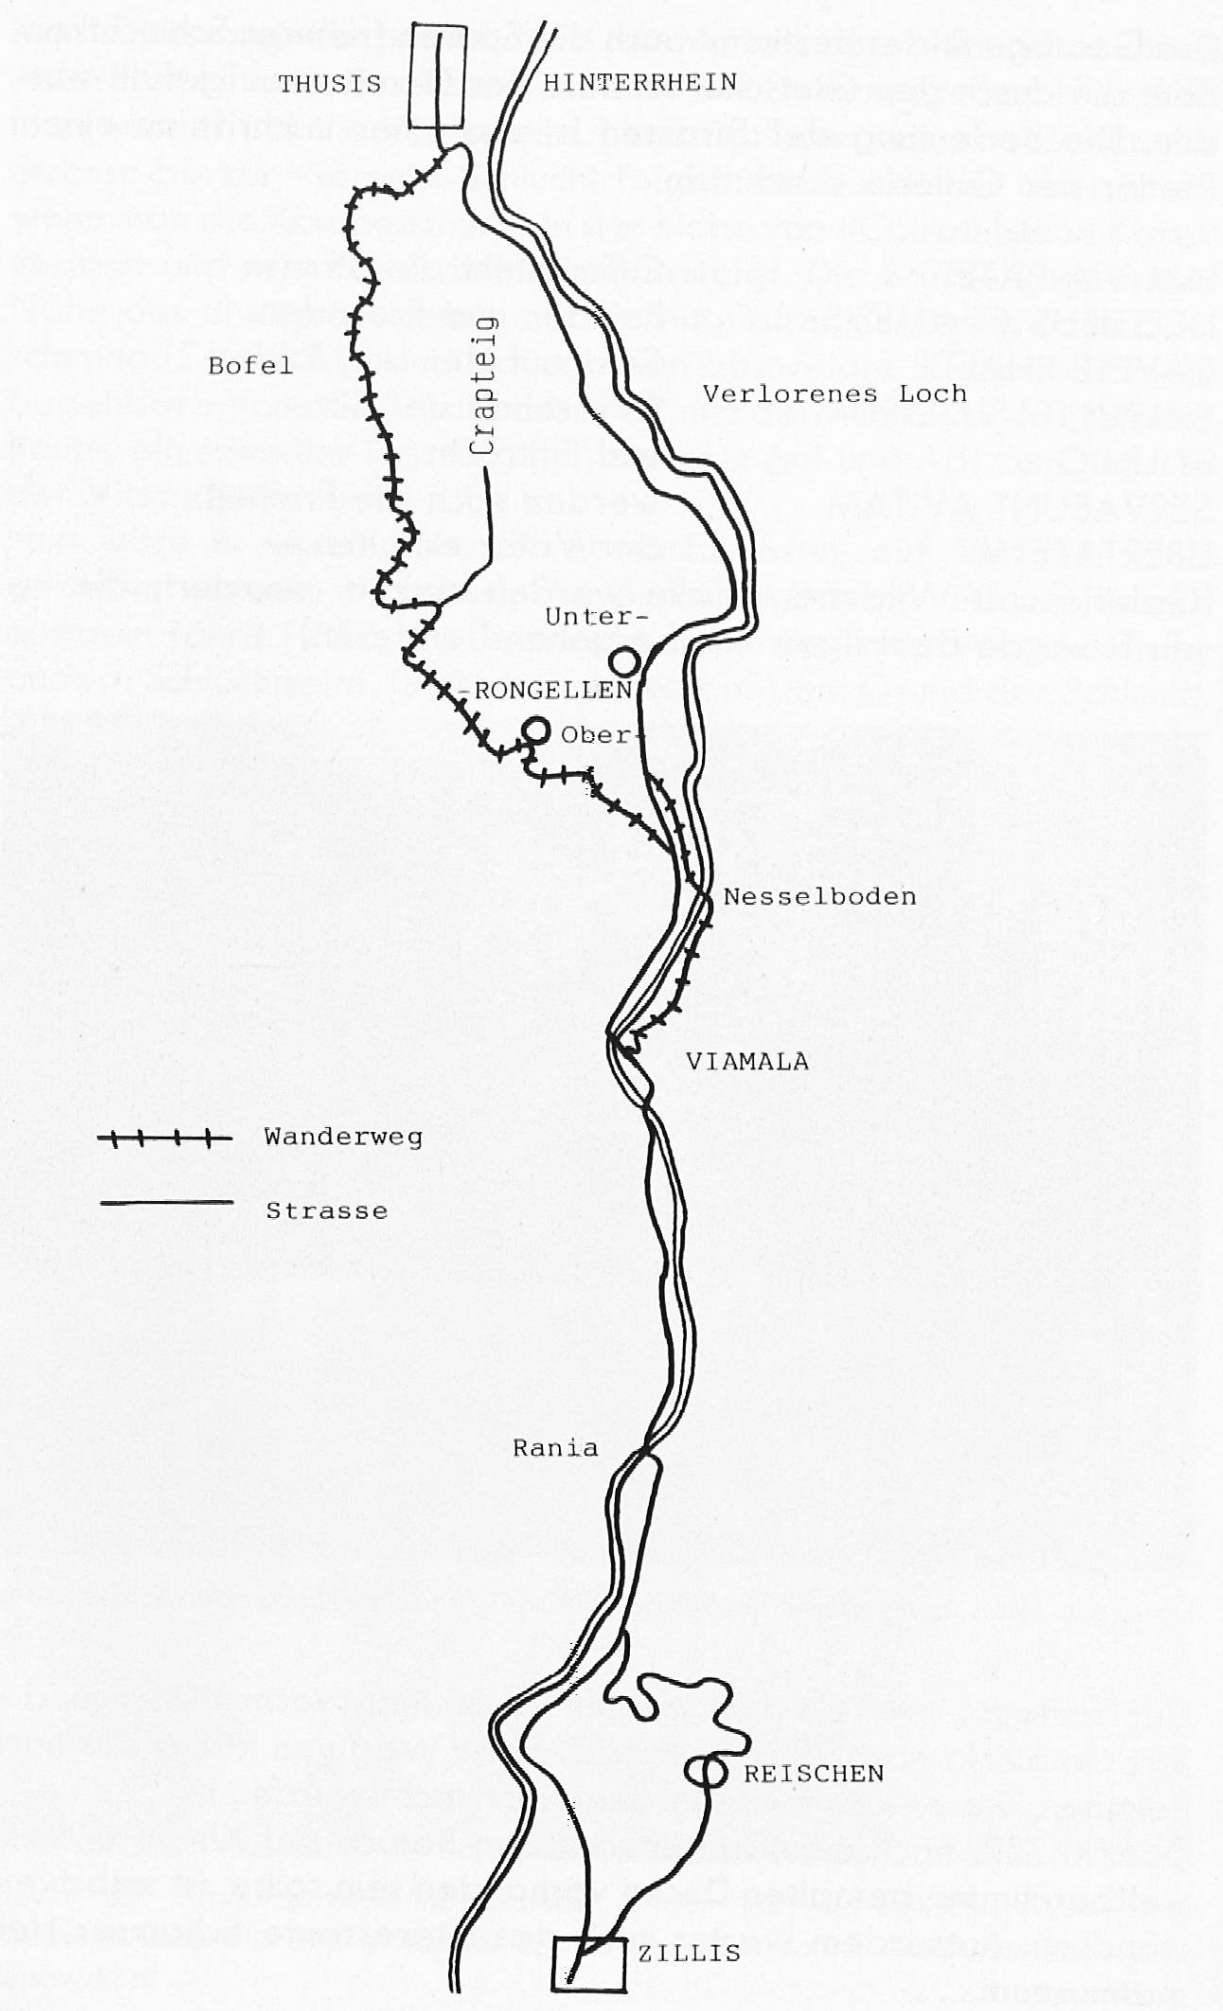 THUSIS
HINTERRHEIN
Bofel
Crapteig
Verlorenes Loch
Unter-
-RONGELLEN
Ober-
Nesselboden
VIAMALA
Wanderweg
Strasse
Rania
REISCHEN
ZILLIS